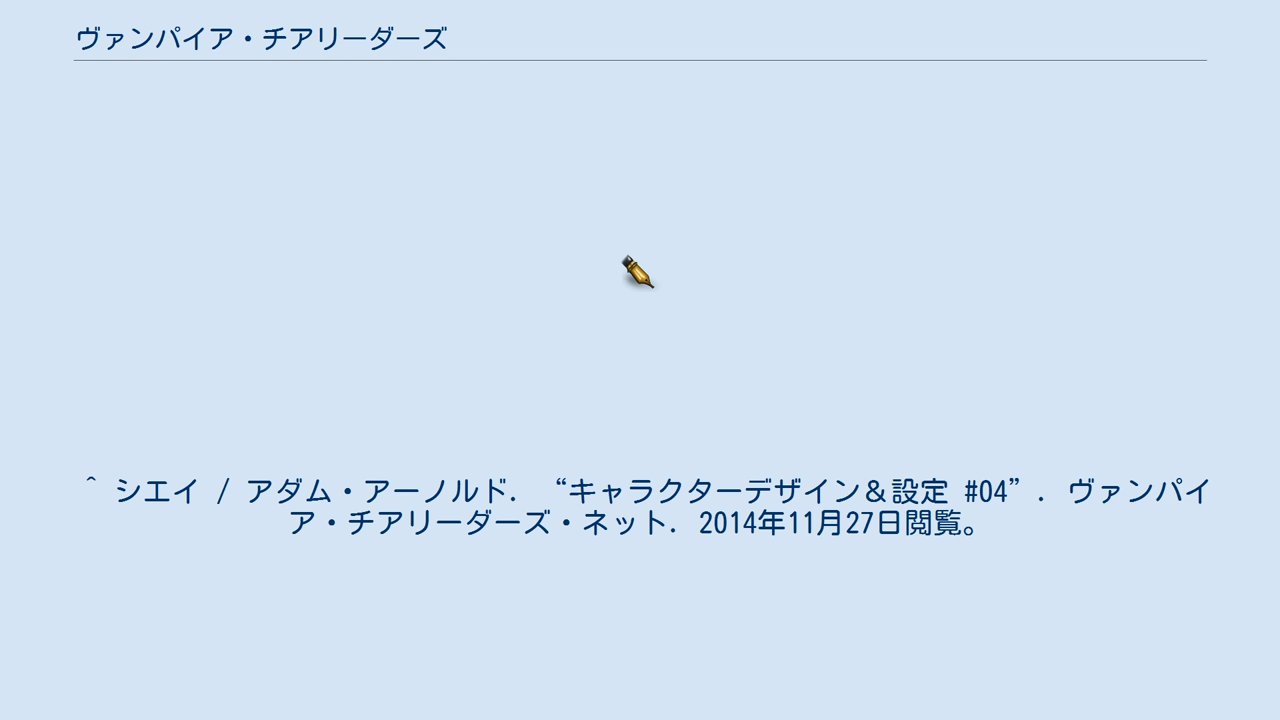 ヴァンパイア・チアリーダーズ
^ シエイ / アダム・アーノルド. “キャラクターデザイン＆設定 #04”. ヴァンパイ
ア・チアリーダーズ・ネット. 2014年11月27日閲覧。